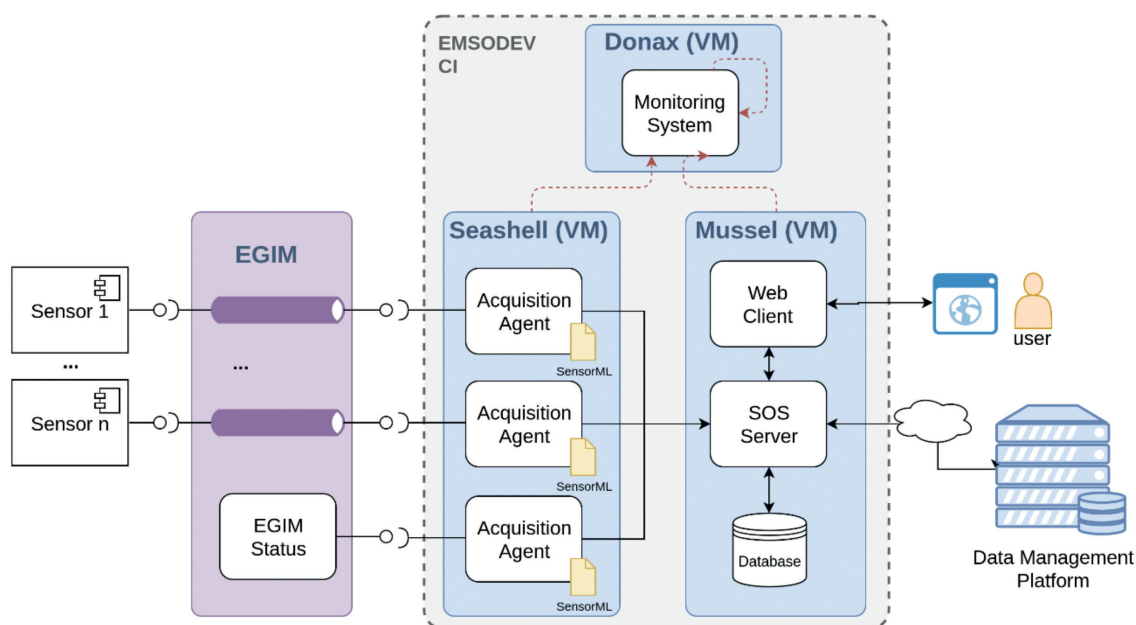 EMSODEV
CI
Donax (VM)
Monitoring
System
EGIM
Seashell (VM)
Mussel (VM)
Sensor 1
...
Sensor n
...
EGIM
Status
Acquisition
Agent
SensorML
Acquisition
Agent
SensorML
Acquisition
Agent
SensorML
Web
Client
SOS
Server
Database
user
Data Management
Platform